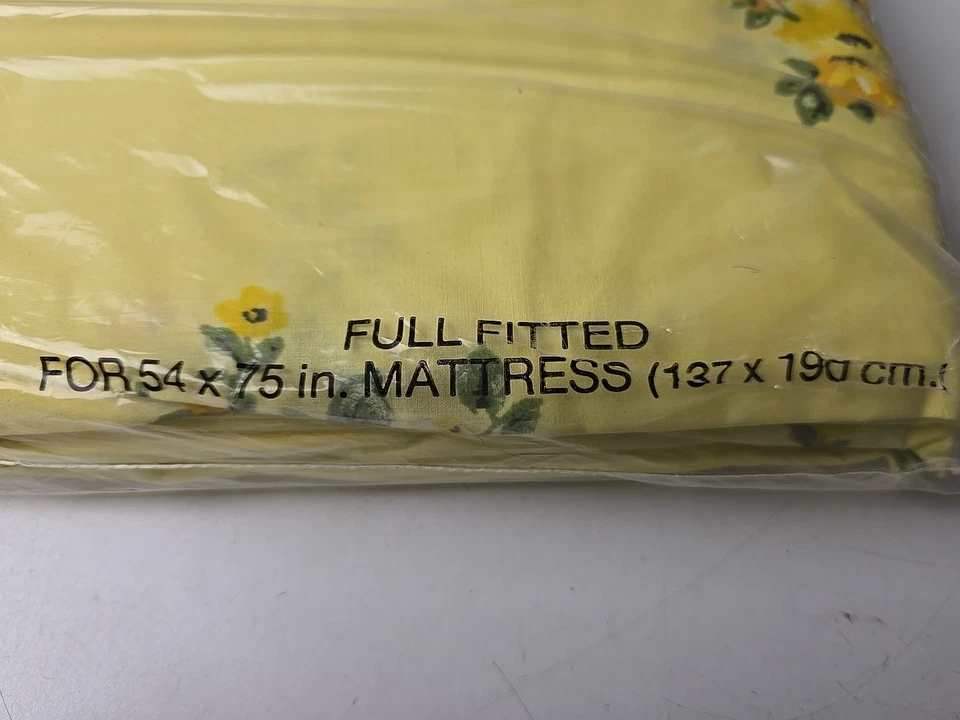 FULL FITTED
FOR 54 x 75 in. MATTRESS (137 x 190 cm.)